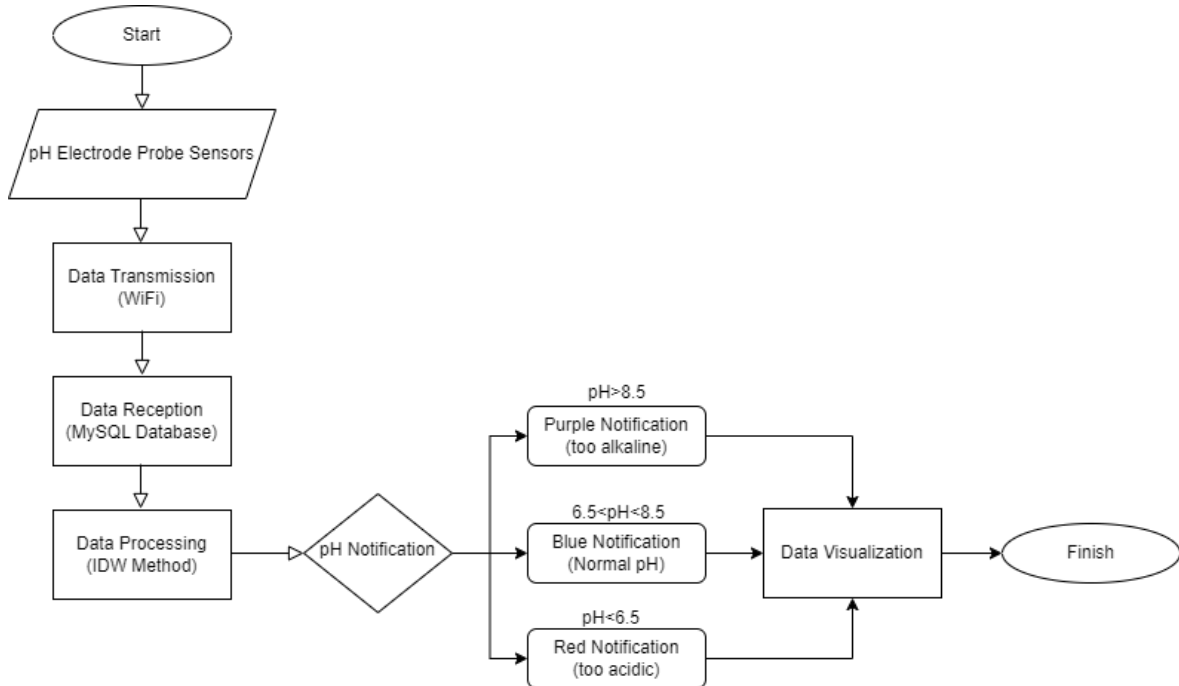 Start
pH Electrode Probe Sensors
Data Transmission
(WiFi)
Data Reception
(MySQL Database)
Data Processing
(IDW Method)
pH Notification
pH>8.5
Purple Notification
(too alkaline)
6.5<pH<8.5
Blue Notification
(Normal pH)
pH<6.5
Red Notification
(too acidic)
Data Visualization
Finish